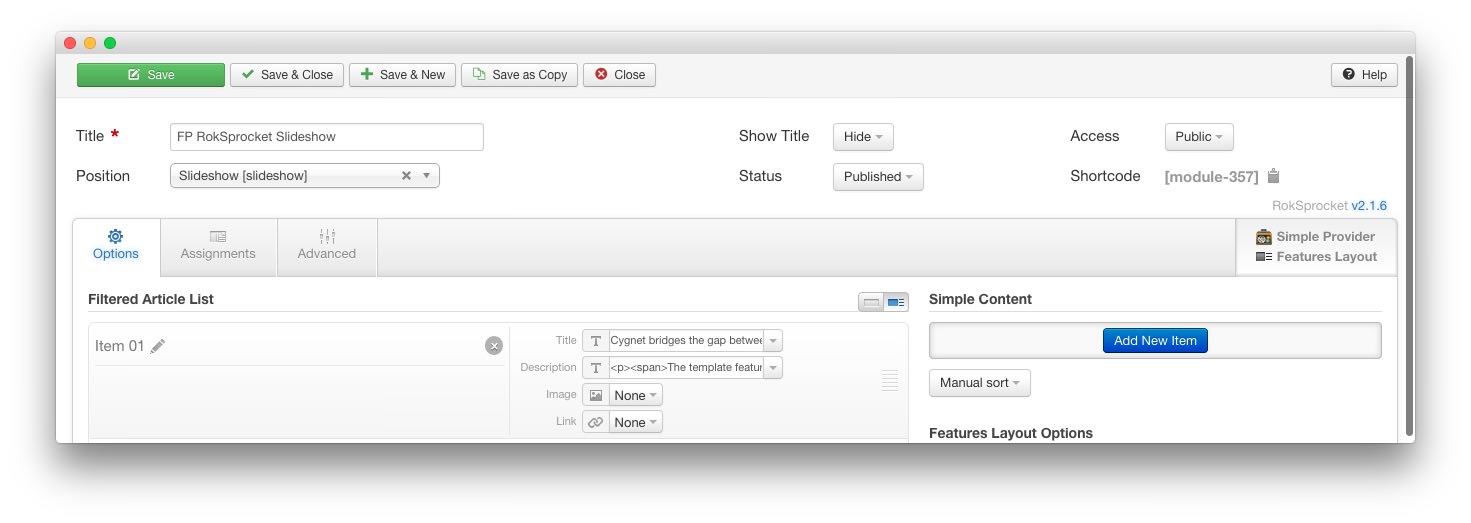 Save Save & Close Save & New Save as Copy Close Help
Title * FP RokSprocket Slideshow Show Title Hide Access Public
Position Slideshow [slideshow] Status Published Shortcode [module-357]
RokSprocket v2.1.6
Options Assignments Advanced
Simple Provider
Features Layout
Filtered Article List
Item 01
Title Cygnet bridges the gap betwee
Description <p><span>The template featur
Image None
Link None
Simple Content
Add New Item
Manual sort
Features Layout Options